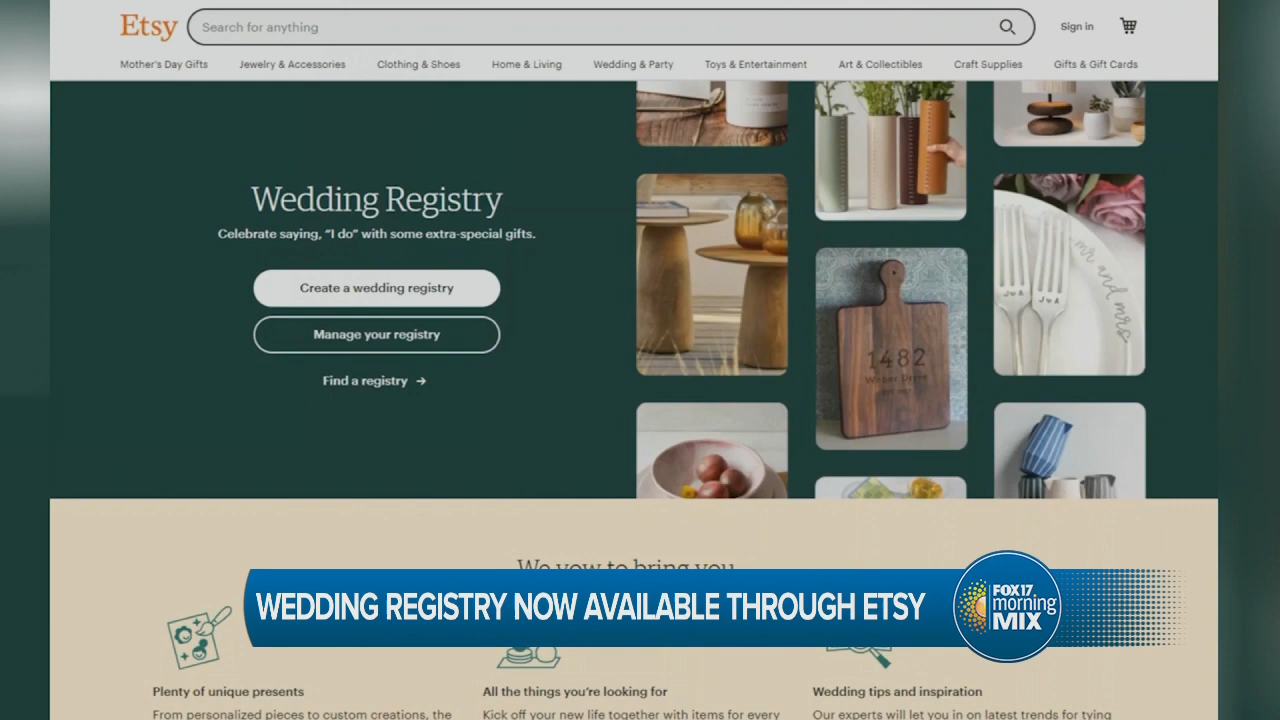 Etsy
Search for anything
Sign in
Mother's Day Gifts
Jewelry & Accessories
Clothing & Shoes
Home & Living
Wedding & Party
Toys & Entertainment
Art & Collectibles
Craft Supplies
Gifts & Gift Cards
Wedding Registry
Celebrate saying, “I do” with some extra-special gifts.
Create a wedding registry
Manage your registry
Find a registry →
mr and mrs
J & A
J & A
1482
We vow to bring you
WEDDING REGISTRY NOW AVAILABLE THROUGH ETSY
FOX 17
morning
MIX
Plenty of unique presents
All the things you’re looking for
Wedding tips and inspiration
From personalized pieces to custom creations, the
Kick off your new life together with items for every
Our experts will let you in on latest trends for tying